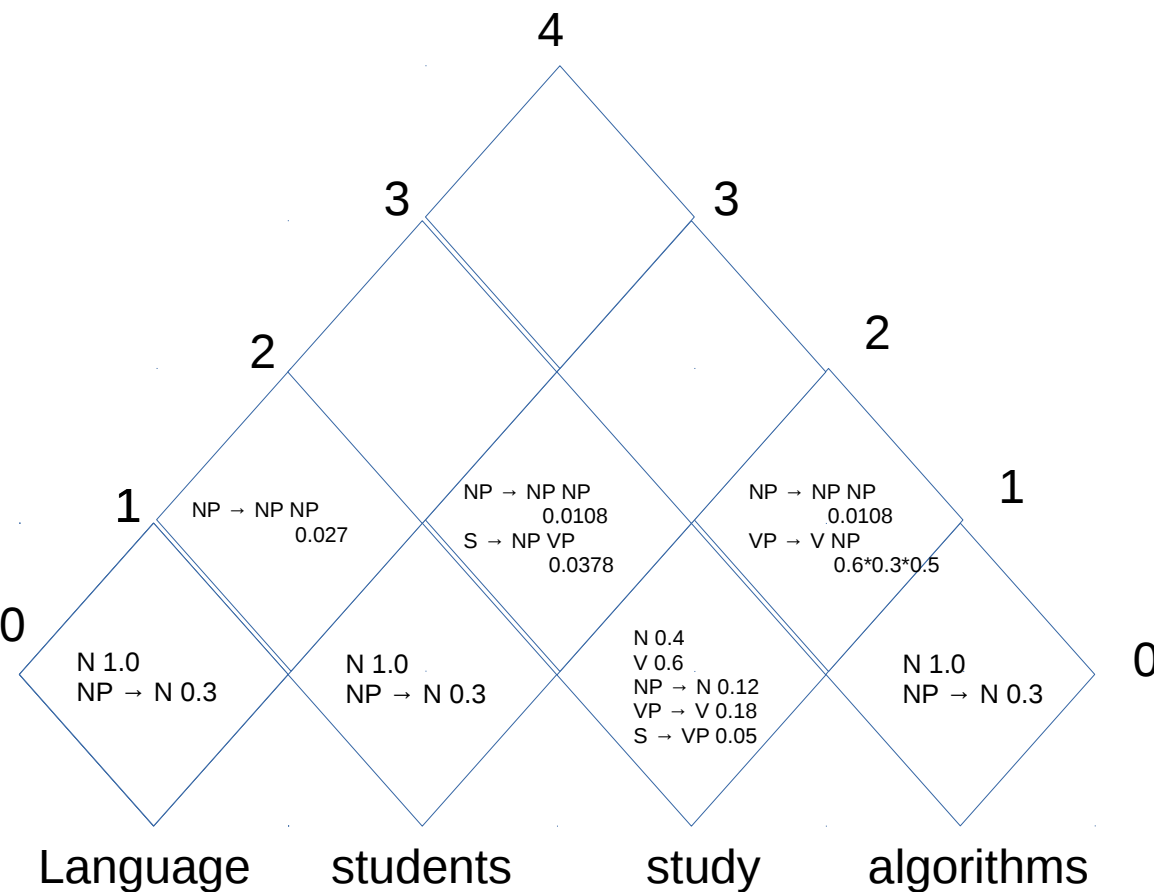 4
3
3
2
2
1
1
NP → NP NP
0.027
NP → NP NP
0.0108
S → NP VP
0.0378
NP → NP NP
0.0108
VP → V NP
0.6*0.3*0.5
0
0
N 1.0
NP → N 0.3
N 1.0
NP → N 0.3
N 0.4
V 0.6
NP → N 0.12
VP → V 0.18
S → VP 0.05
N 1.0
NP → N 0.3
Language students study algorithms